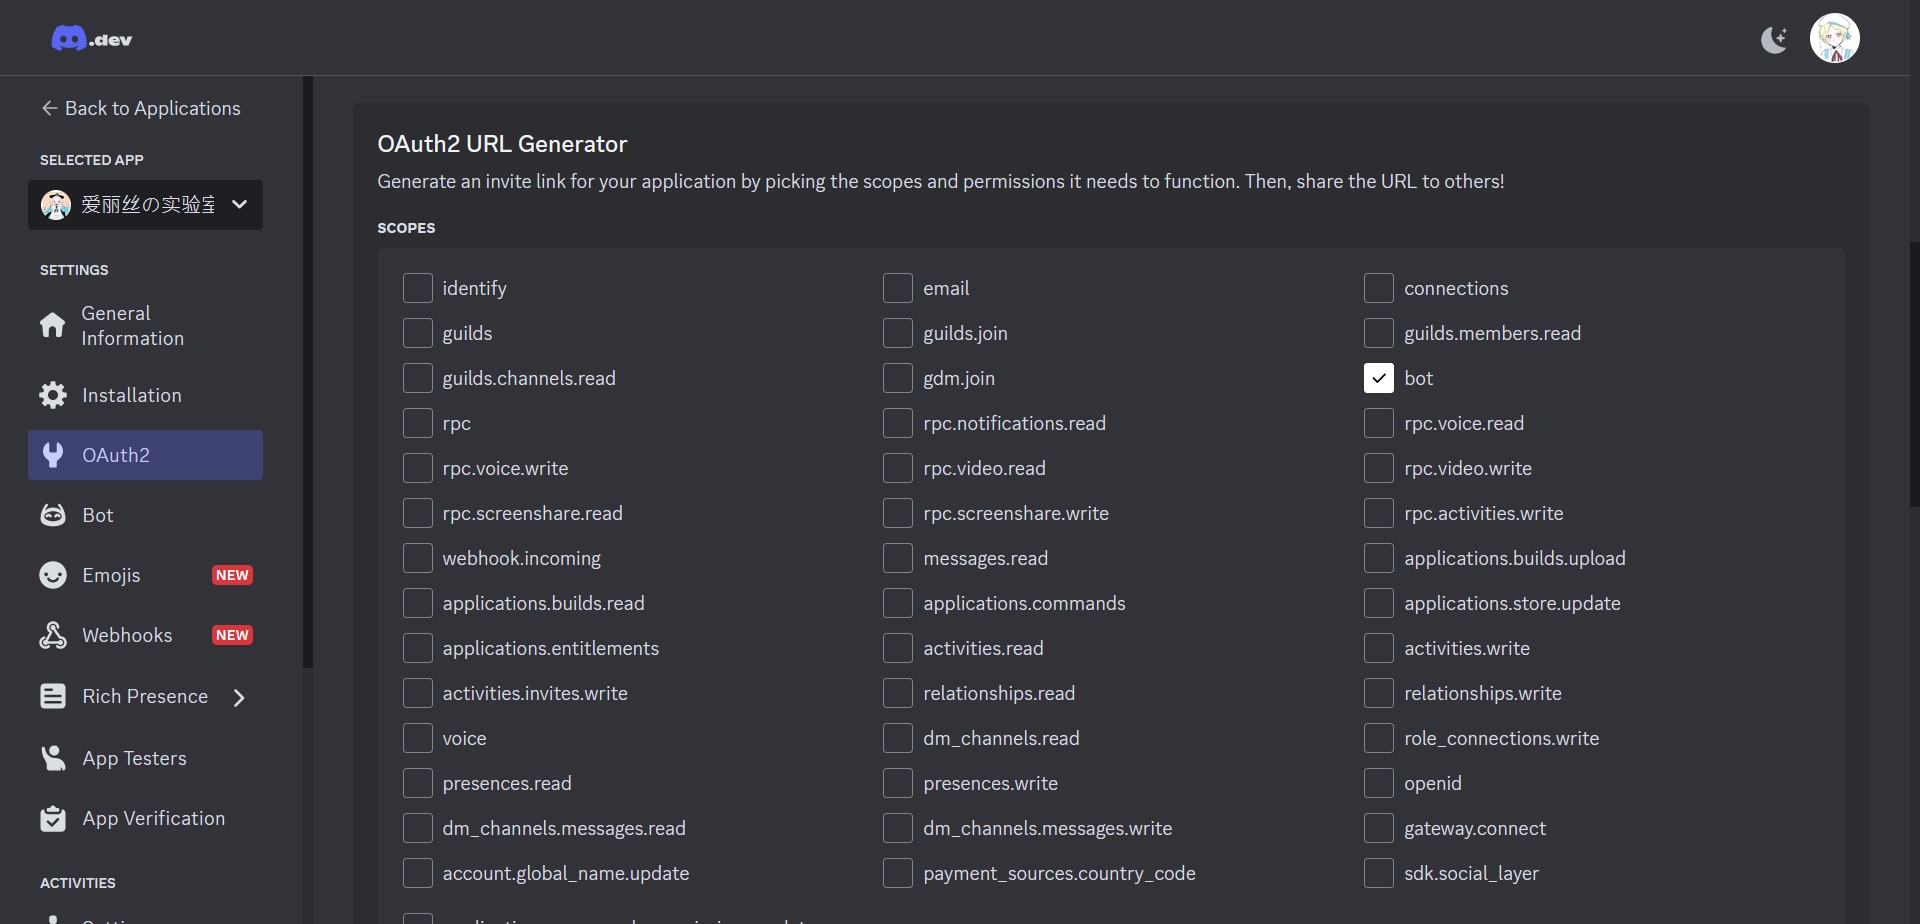 .dev
Back to Applications
SELECTED APP
爱丽丝の实验室
SETTINGS
General
Information
Installation
OAuth2
Bot
Emojis NEW
Webhooks NEW
Rich Presence
App Testers
App Verification
ACTIVITIES
OAuth2 URL Generator
Generate an invite link for your application by picking the scopes and permissions it needs to function. Then, share the URL to others!
SCOPES
identify email connections
guilds guilds.join guilds.members.read
guilds.channels.read gdm.join bot
rpc rpc.notifications.read rpc.voice.read
rpc.voice.write rpc.video.read rpc.video.write
rpc.screenshare.read rpc.screenshare.write rpc.activities.write
webhook.incoming messages.read applications.builds.upload
applications.builds.read applications.commands applications.store.update
applications.entitlements activities.read activities.write
activities.invites.write relationships.read relationships.write
voice dm_channels.read role_connections.write
presences.read presences.write openid
dm_channels.messages.read dm_channels.messages.write gateway.connect
account.global_name.update payment_sources.country_code sdk.social_layer